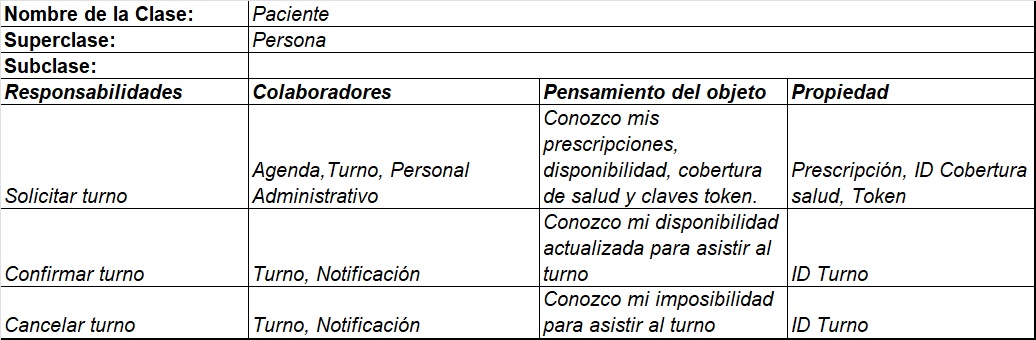 Nombre de la Clase: Paciente
Superclase: Persona
Subclase:
Responsabilidades Colaboradores Pensamiento del objeto Propiedad
Solicitar turno
Agenda,Turno, Personal
Administrativo
Conozco mis
prescripciones,
disponibilidad, cobertura
de salud y claves token.
Prescripción, ID Cobertura
salud, Token
Confirmar turno
Turno, Notificación
Conozco mi disponibilidad
actualizada para asistir al
turno
ID Turno
Cancelar turno
Turno, Notificación
Conozco mi imposibilidad
para asistir al turno
ID Turno